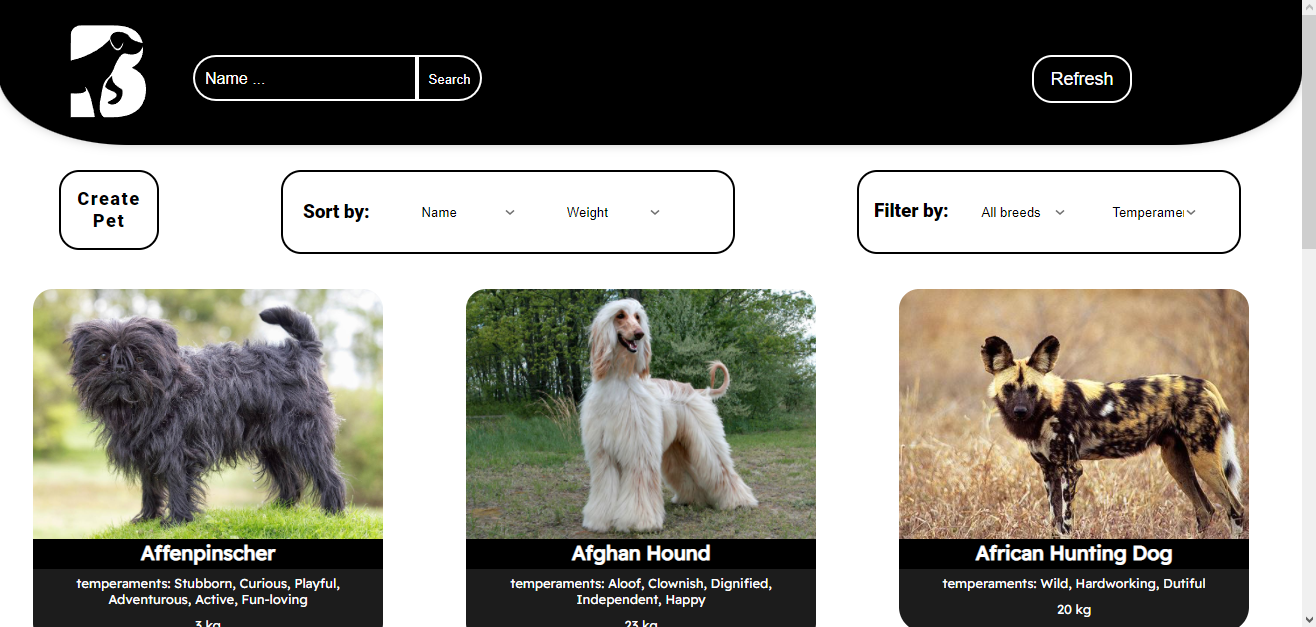 Name ...
Search
Refresh
Create
Pet
Sort by:
Name
Weight
Filter by:
All breeds
Temperame
Affenpinscher
temperaments: Stubborn, Curious, Playful,
Adventurous, Active, Fun-loving
3 kg
Afghan Hound
temperaments: Aloof, Clownish, Dignified,
Independent, Happy
23 kg
African Hunting Dog
temperaments: Wild, Hardworking, Dutiful
20 kg